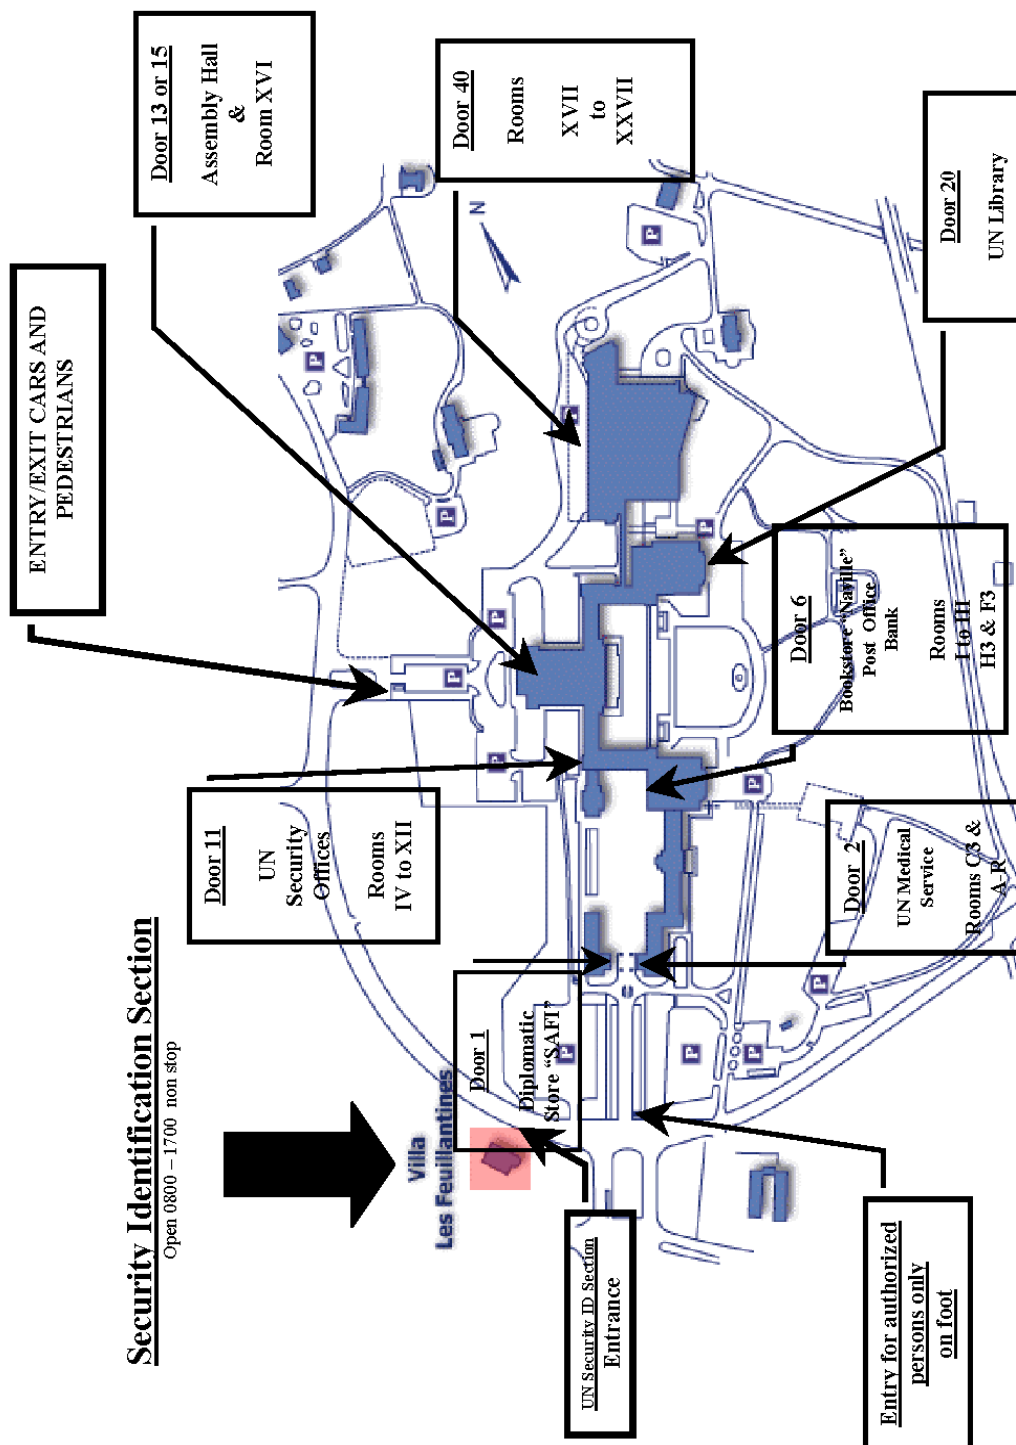 Security Identification Section
Open 0800 – 1700 non stop
ENTRY/EXIT CARS AND
PEDESTRIANS
Door 13 or 15
Assembly Hall
&
Room XVI
Door 40
Rooms
XVII
to
XXVII
Door 20
UN Library
N
Door 11
UN
Security
Offices
Rooms
IV to XII
Door 6
Bookstore “Naville”
Post Office
Bank
Rooms
I to III
H3 & F3
Door 2
UN Medical
Service
Rooms C3 &
A-R
Door 1
Diplomatic
Store “SAFI”
Villa
Les Feuillantines
UN Security ID Section
Entrance
Entry for authorized
persons only
on foot
P
P
P
P
P
P
P
P
P
P
P
P
P